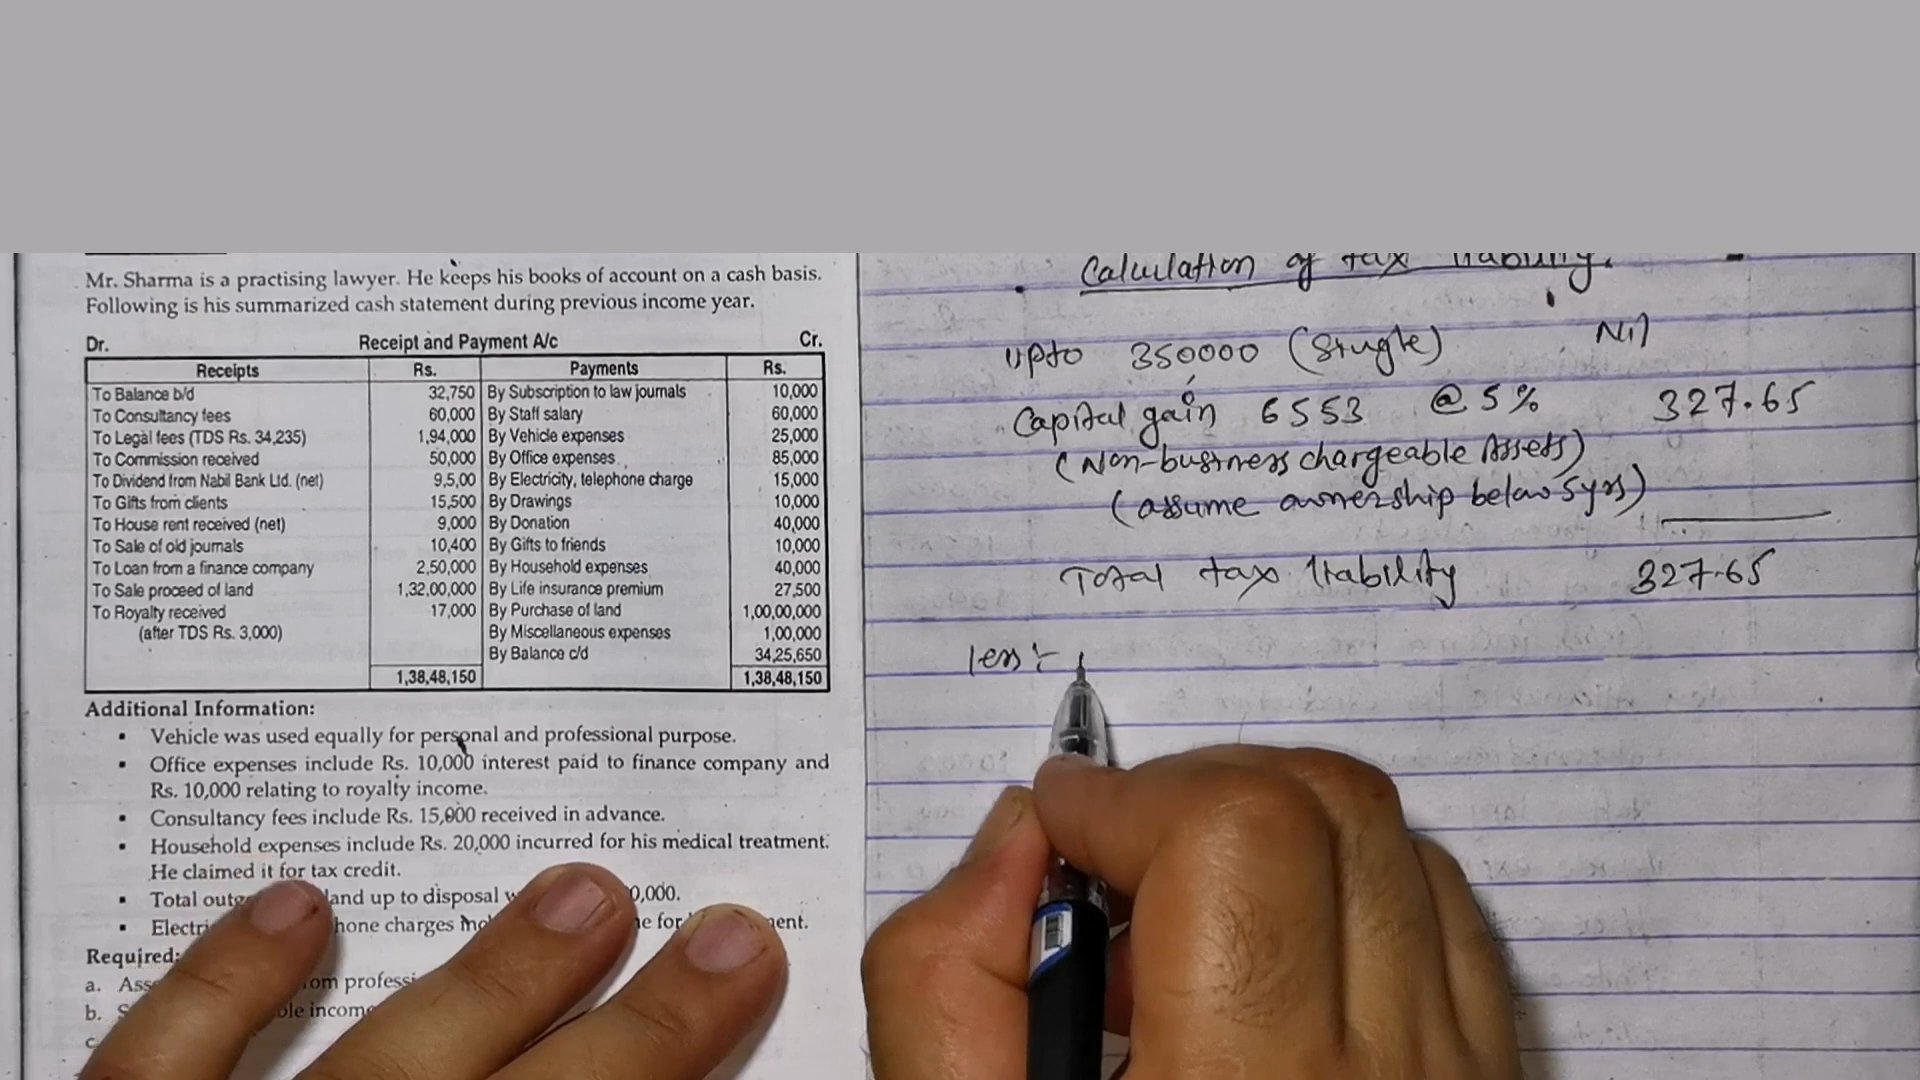 Mr. Sharma is a practising lawyer. He keeps his books of account on a cash basis.
Following is his summarized cash statement during previous income year.
Dr. Receipt and Payment A/c Cr.
Receipts Rs. Payments Rs.
To Balance b/d 32,750 By Subscription to law journals 10,000
To Consultancy fees 60,000 By Staff salary 60,000
To Legal fees (TDS Rs. 34,235) 1,94,000 By Vehicle expenses 25,000
To Commission received 50,000 By Office expenses 85,000
To Dividend from Nabil Bank Ltd. (net) 9,5,00 By Electricity, telephone charge 15,000
To Gifts from clients 15,500 By Drawings 10,000
To House rent received (net) 9,000 By Donation 40,000
To Sale of old journals 10,400 By Gifts to friends 10,000
To Loan from a finance company 2,50,000 By Household expenses 40,000
To Sale proceed of land 1,32,00,000 By Life insurance premium 27,500
To Royalty received 17,000 By Purchase of land 1,00,00,000
(after TDS Rs. 3,000) By Miscellaneous expenses 1,00,000
By Balance c/d 34,25,650
1,38,48,150 1,38,48,150
Additional Information:
• Vehicle was used equally for personal and professional purpose.
• Office expenses include Rs. 10,000 interest paid to finance company and
Rs. 10,000 relating to royalty income.
• Consultancy fees include Rs. 15,000 received in advance.
• Household expenses include Rs. 20,000 incurred for his medical treatment.
He claimed it for tax credit.
• Total land up to disposal 0,000.
• hone charges for ent.
Required:
a. Ass om profess
b. S ble income
c.
Calculation of tax liability.
upto 350000 (Single) Nil
Capital gain 6553 @ 5% 327.65
(Non-business chargeable Assets)
(assume ownership below 5yrs)
Total tax liability 327.65
less:-